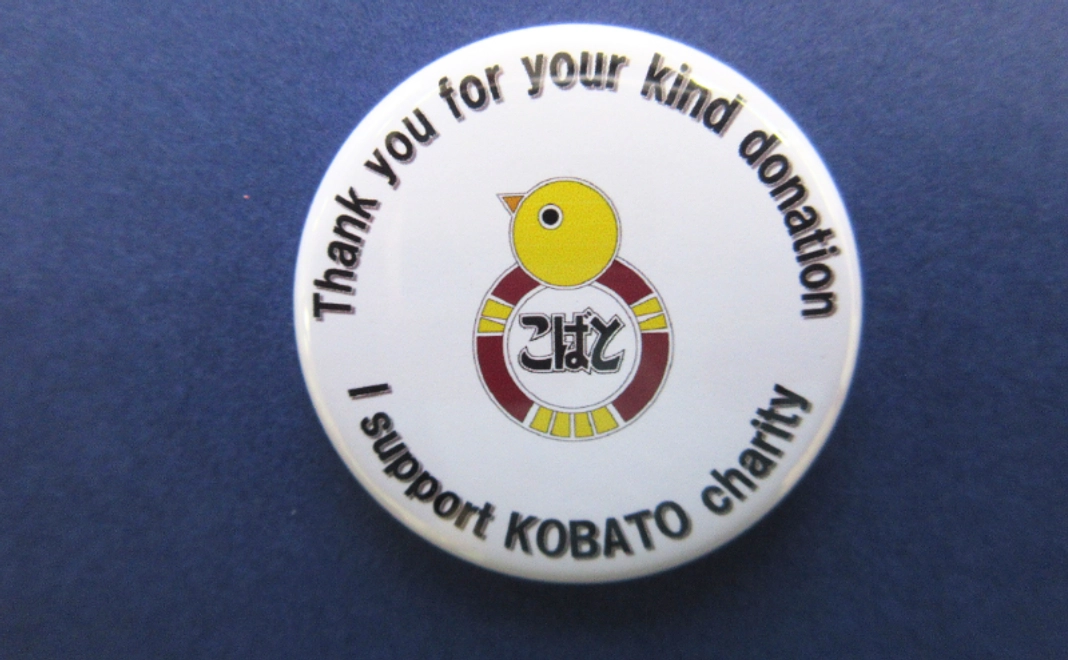 Thank you for your kind donation
こばと
I support KOBATO charity